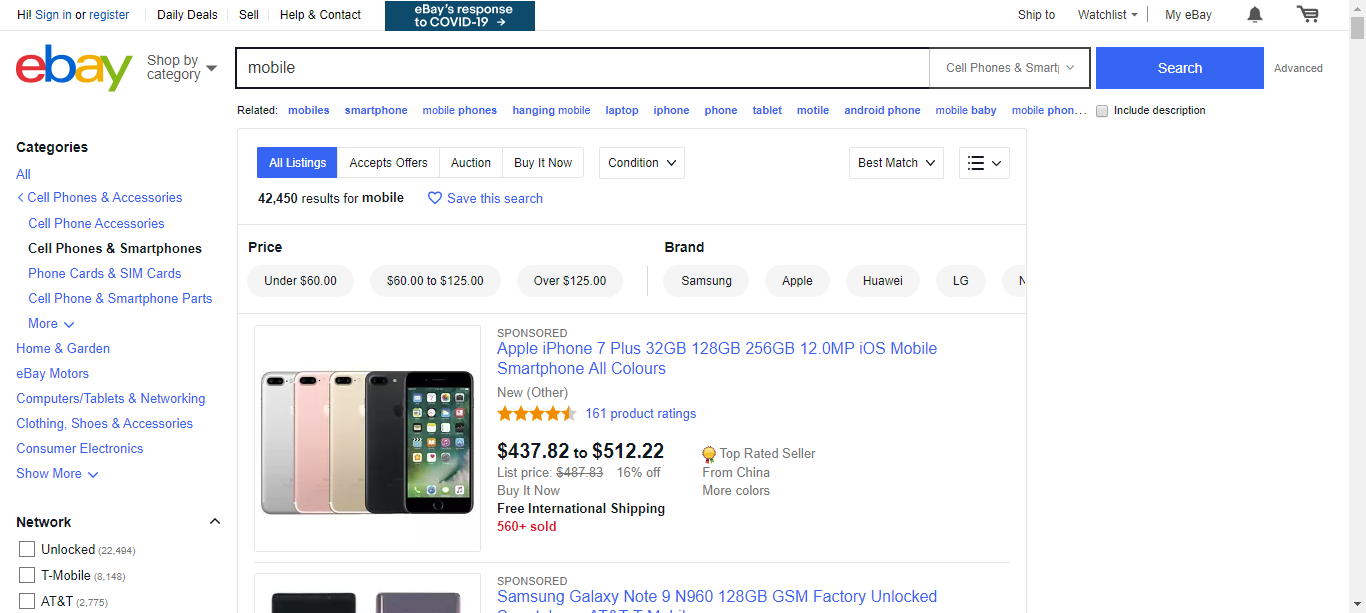 Hi! Sign in or register
Daily Deals
Sell
Help & Contact
eBay's response
to COVID-19 →
Ship to
Watchlist
My eBay
ebay
Shop by
category
mobile
Cell Phones & Smart
Search
Advanced
Related: mobiles smartphone mobile phones hanging mobile laptop iphone phone tablet motile android phone mobile baby mobile phon...
Include description
Categories
All
Cell Phones & Accessories
Cell Phone Accessories
Cell Phones & Smartphones
Phone Cards & SIM Cards
Cell Phone & Smartphone Parts
More
Home & Garden
eBay Motors
Computers/Tablets & Networking
Clothing, Shoes & Accessories
Consumer Electronics
Show More
Network
Unlocked (22,494)
T-Mobile (8,148)
AT&T (2,775)
All Listings
Accepts Offers
Auction
Buy It Now
Condition
Best Match
42,450 results for mobile
Save this search
Price
Under $60.00
$60.00 to $125.00
Over $125.00
Brand
Samsung
Apple
Huawei
LG
SPONSORED
Apple iPhone 7 Plus 32GB 128GB 256GB 12.0MP iOS Mobile
Smartphone All Colours
New (Other)
161 product ratings
$437.82 to $512.22
List price: $487.83 16% off
Buy It Now
Free International Shipping
560+ sold
Top Rated Seller
From China
More colors
SPONSORED
Samsung Galaxy Note 9 N960 128GB GSM Factory Unlocked